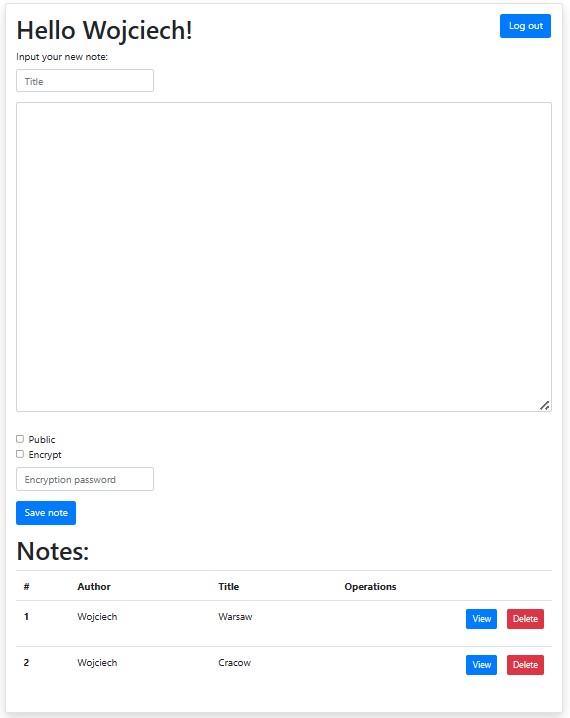 Hello Wojciech!
Log out
Input your new note:
Title
Public
Encrypt
Encryption password
Save note
Notes:
# Author Title Operations
1 Wojciech Warsaw View Delete
2 Wojciech Cracow View Delete